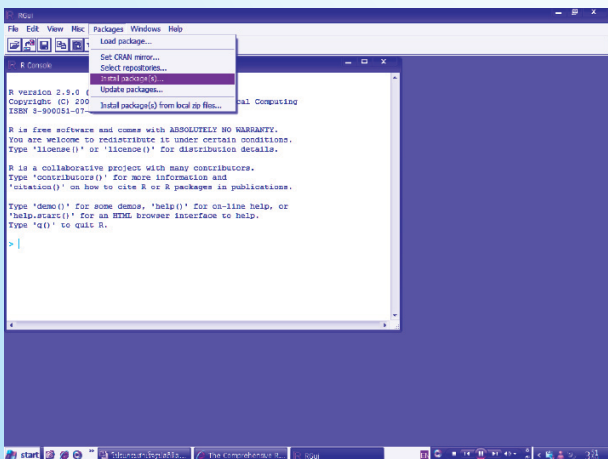 RGui
File Edit View Misc Packages Windows Help
Load package...
Set CRAN mirror...
Select repositories...
Install package(s)...
Update packages...
Install package(s) from local zip files...
R Console
R version 2.9.0 (
Copyright (C) 200 cal Computing
ISBN 3-900051-07-
R is free software and comes with ABSOLUTELY NO WARRANTY.
You are welcome to redistribute it under certain conditions.
Type 'license()' or 'licence()' for distribution details.
R is a collaborative project with many contributors.
Type 'contributors()' for more information and
'citation()' on how to cite R or R packages in publications.
Type 'demo()' for some demos, 'help()' for on-line help, or
'help.start()' for an HTML browser interface to help.
Type 'q()' to quit R.
>
start The Comprehensive R... RGui